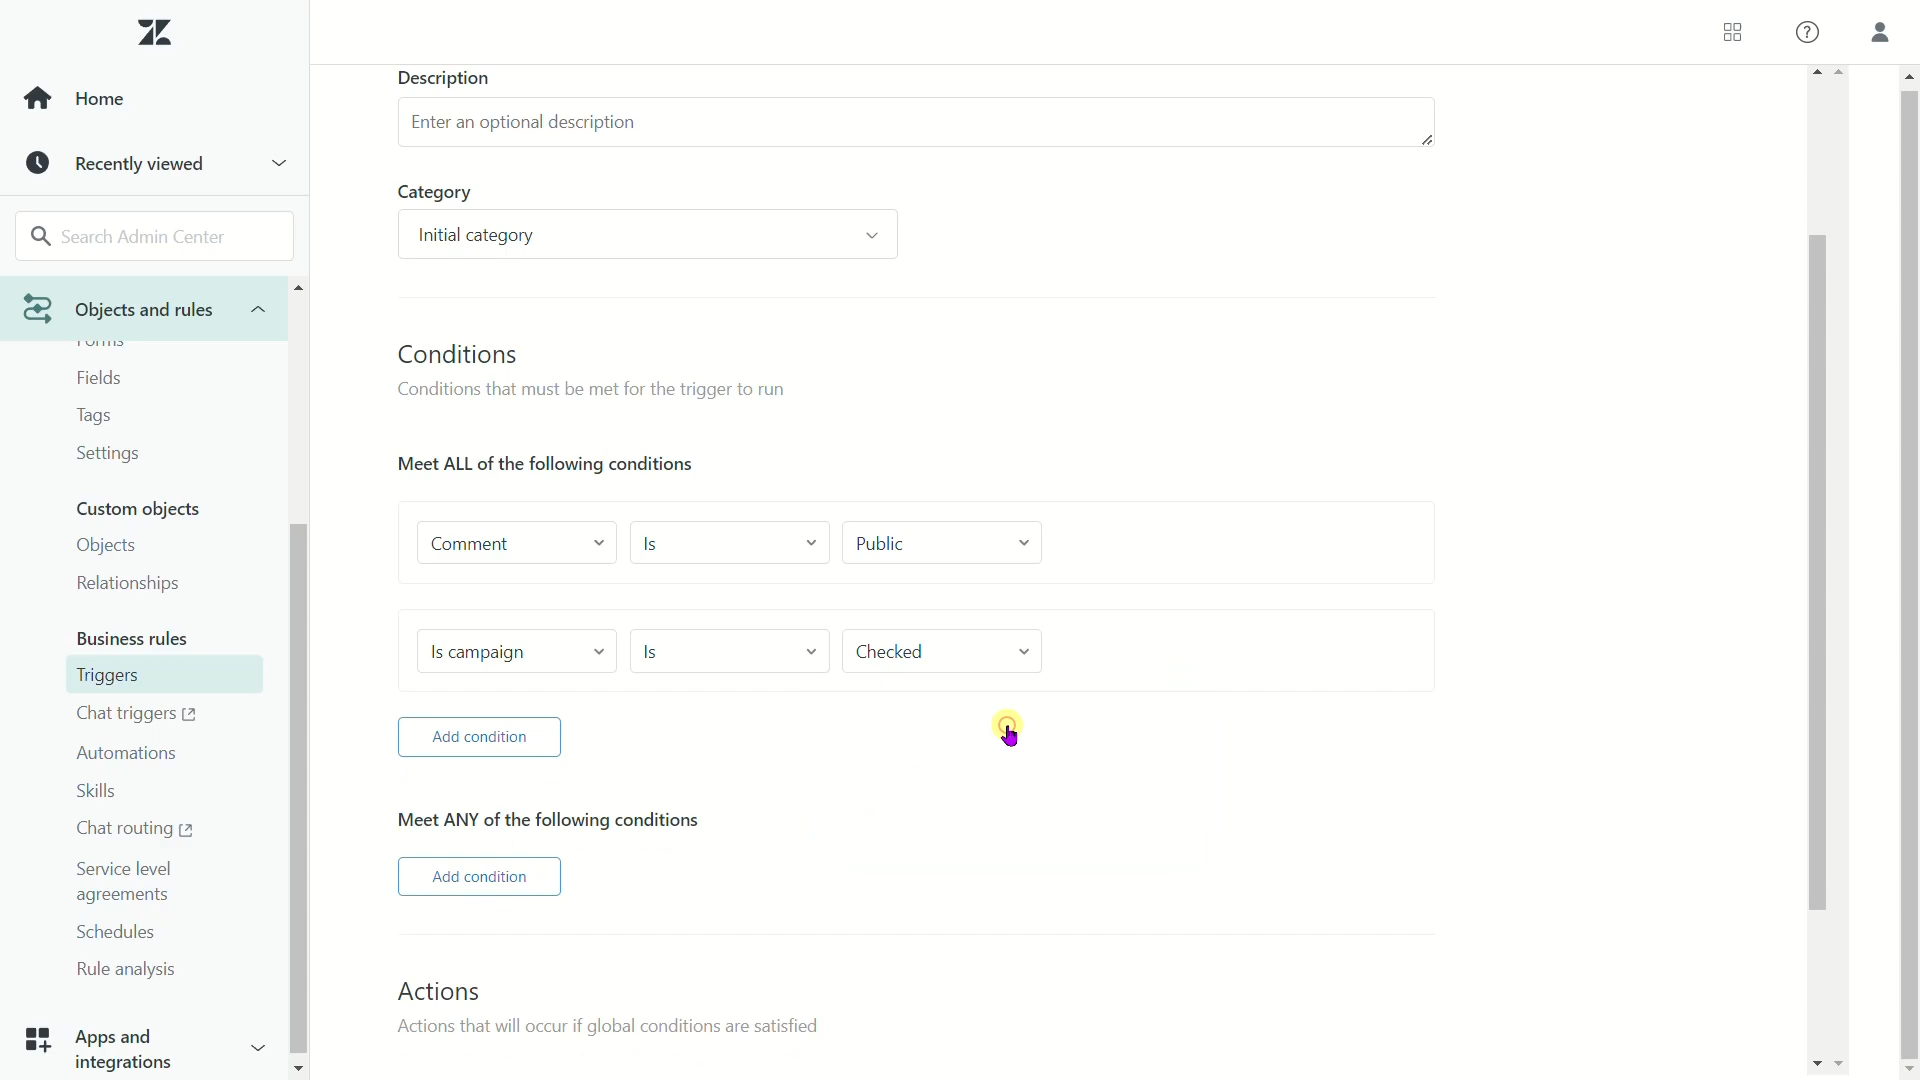 Home
Recently viewed
Search Admin Center
Objects and rules
Forms
Fields
Tags
Settings
Custom objects
Objects
Relationships
Business rules
Triggers
Chat triggers
Automations
Skills
Chat routing
Service level
agreements
Schedules
Rule analysis
Apps and
integrations
Description
Enter an optional description
Category
Initial category
Conditions
Conditions that must be met for the trigger to run
Meet ALL of the following conditions
Comment Is Public
Is campaign Is Checked
Add condition
Meet ANY of the following conditions
Add condition
Actions
Actions that will occur if global conditions are satisfied